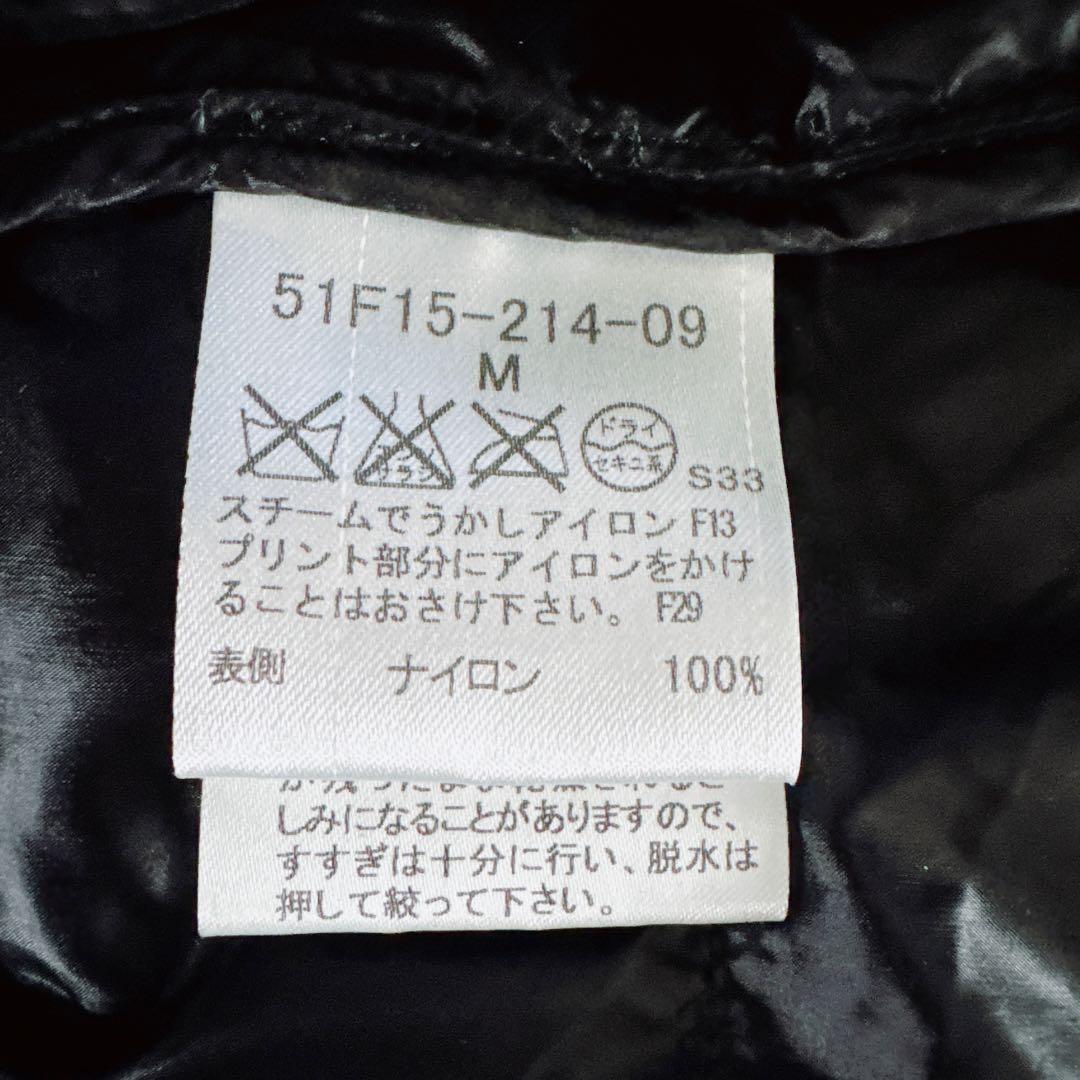 51F15-214-09
M
ドライ
セキユ系
S33
スチームでうかしアイロン F13
プリント部分にアイロンをかけ
ることはおさけ下さい。 F29
表側 ナイロン 100%
しみになることがありますので、
すすぎは十分に行い、脱水は
押して絞って下さい。